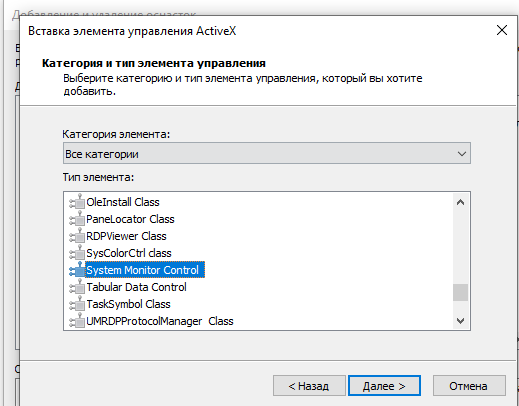 Добавление и удаление оснасток
Вставка элемента управления ActiveX
Категория и тип элемента управления
Выберите категорию и тип элемента управления, который вы хотите
добавить.
Категория элемента:
Все категории
Тип элемента:
OleInstall Class
PaneLocator Class
RDPViewer Class
SysColorCtrl class
System Monitor Control
Tabular Data Control
TaskSymbol Class
UMRDPProtocolManager Class
< Назад
Далее >
Отмена